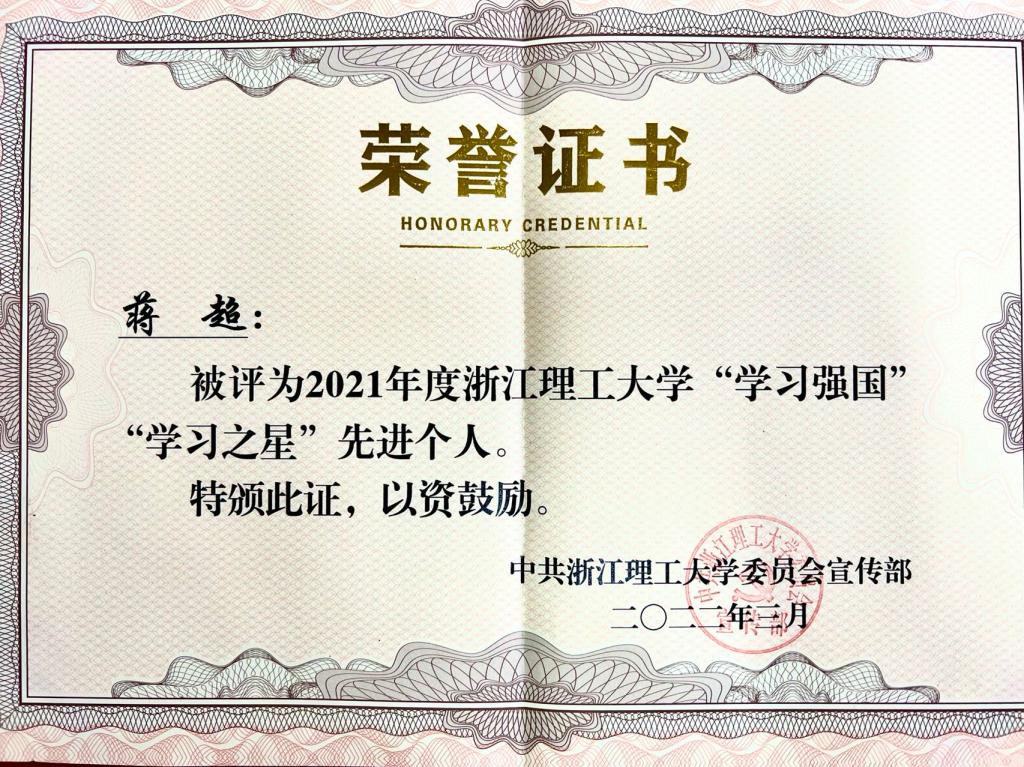 荣誉证书
HONORARY CREDENTIAL
蒋 超：
被评为2021年度浙江理工大学“学习强国”
“学习之星”先进个人。
特颁此证，以资鼓励。
中共浙江理工大学委员会宣传部
二〇二二年三月